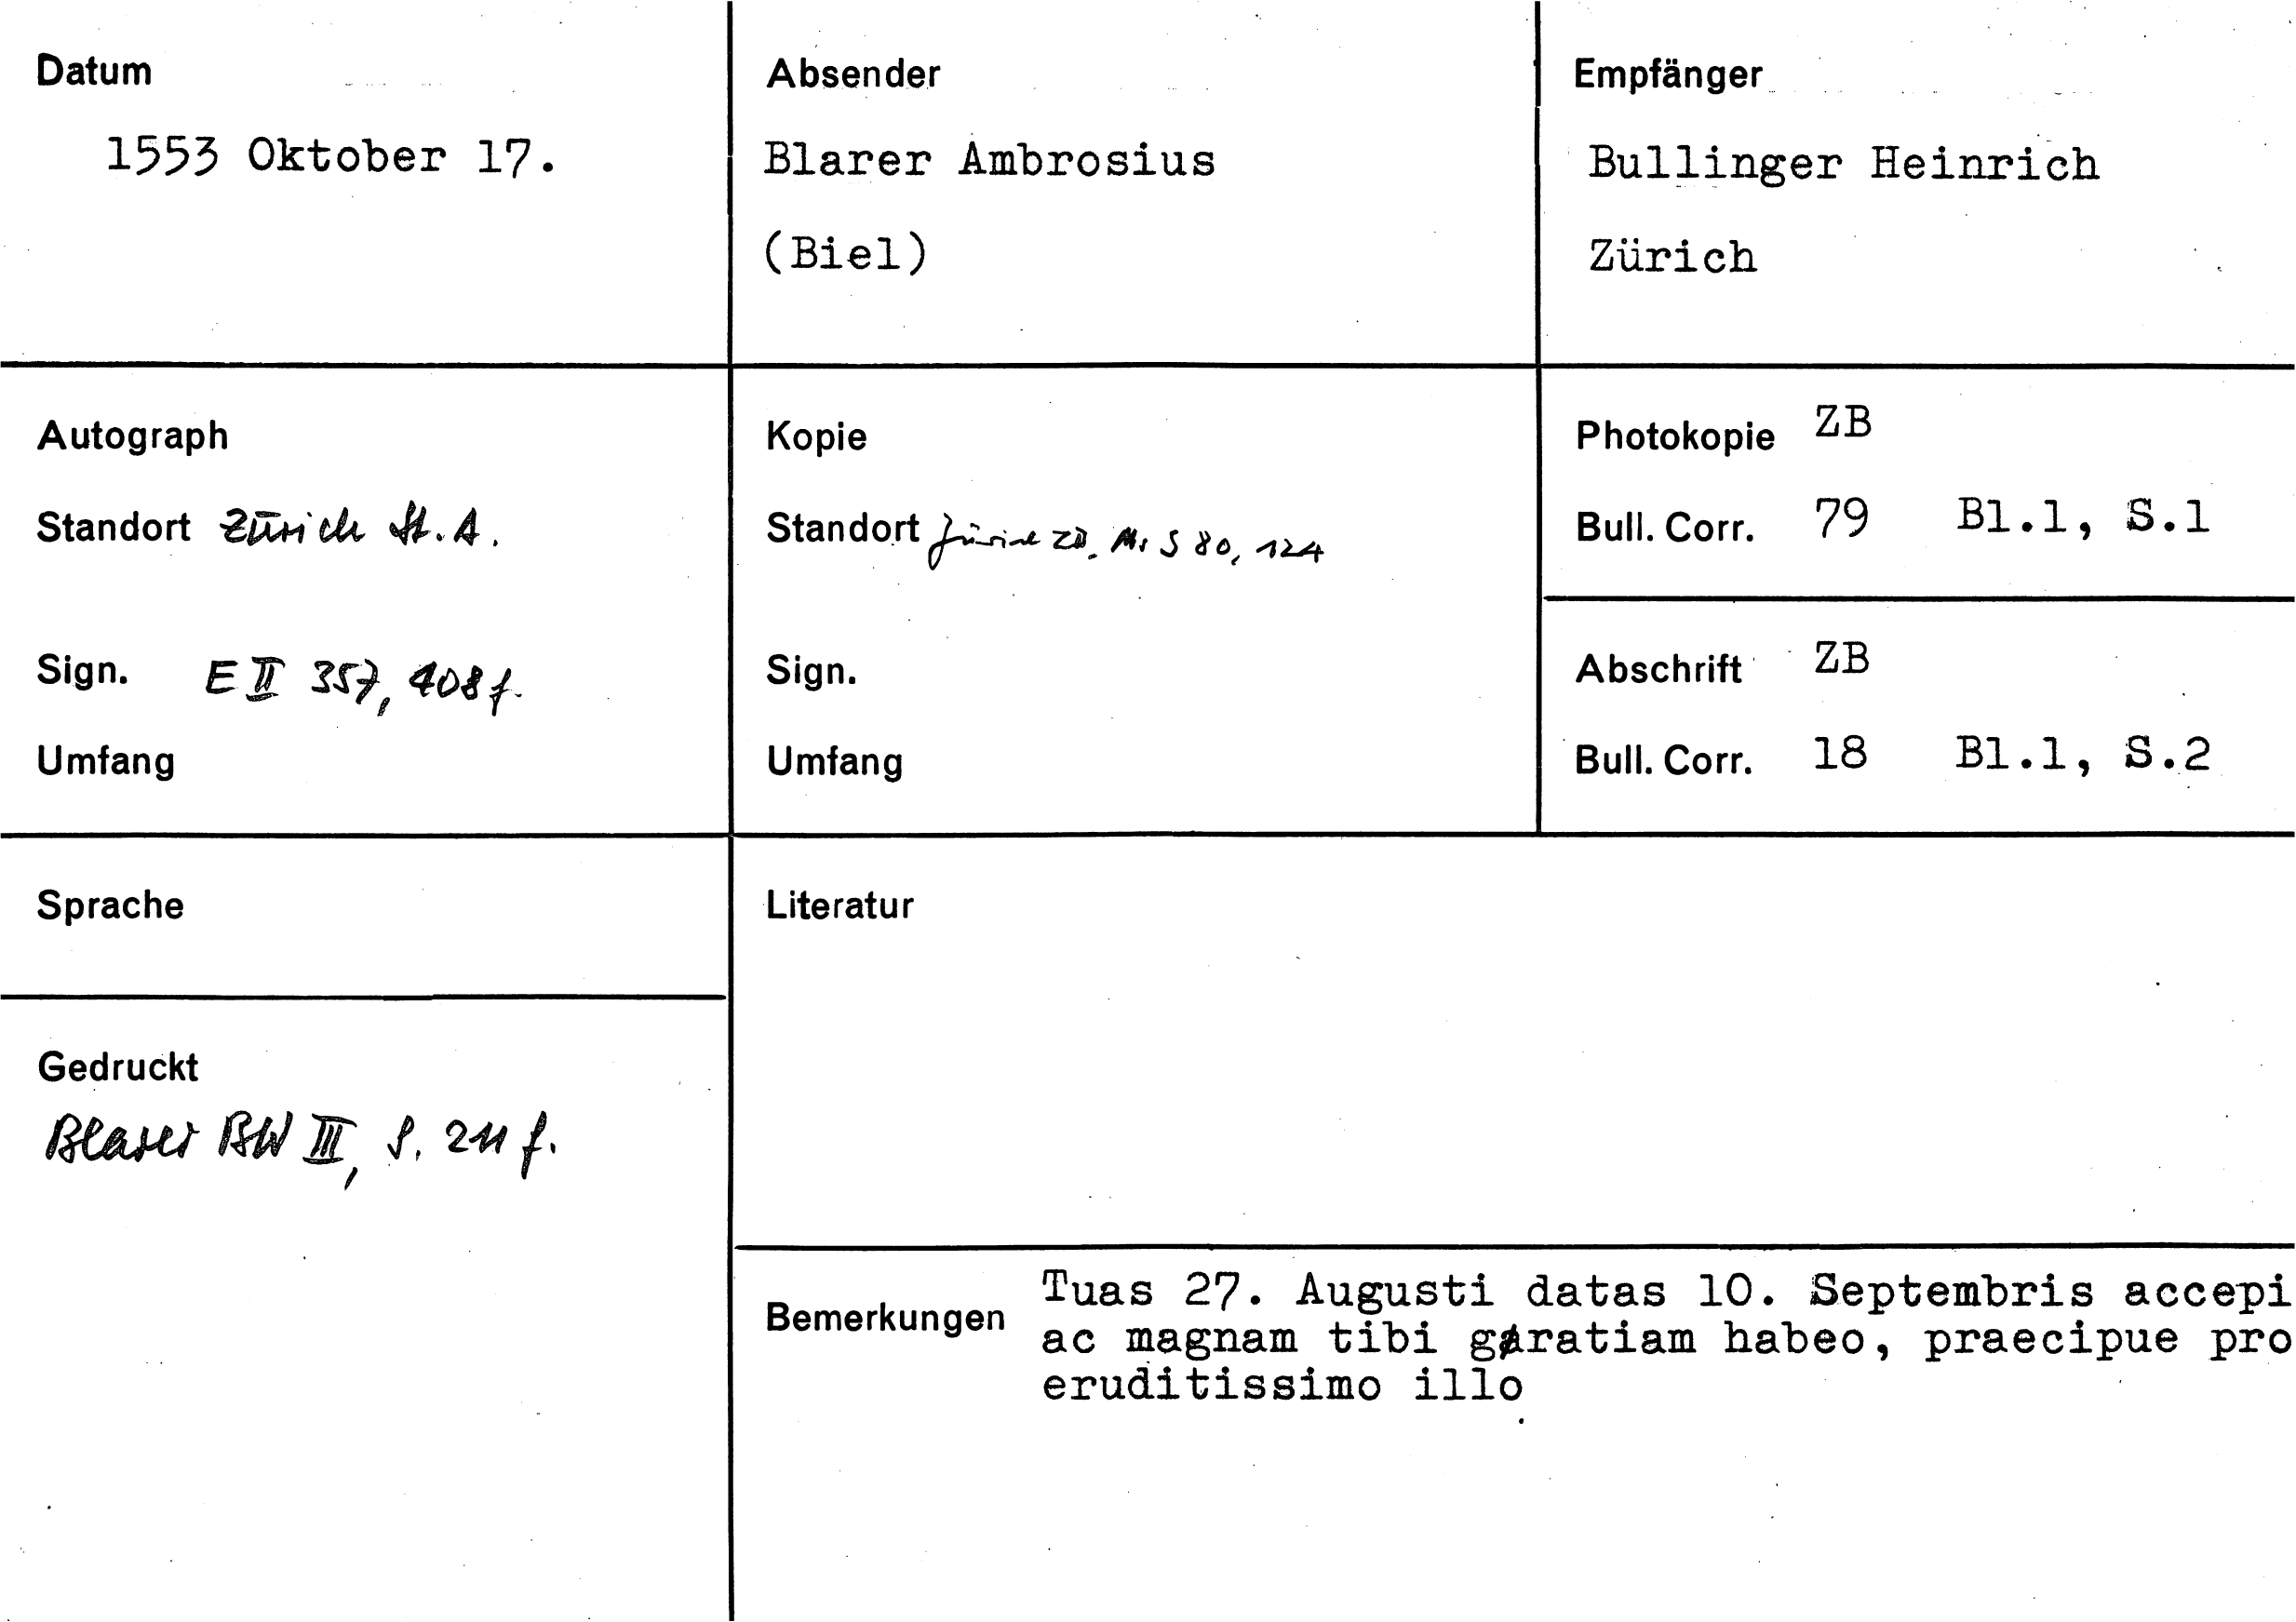 Datum
1553 Oktober 17.
Absender
Blarer Ambrosius
(Biel)
Empfänger
Bullinger Heinrich
Zürich
Autograph
Standort Zürich St. A.
Sign. E II 357, 408 f.
Umfang
Kopie
Standort Zürich ZB. Ms S 80, 124
Sign.
Umfang
Photokopie ZB
Bull. Corr. 79 Bl.1, S.1
Abschrift ZB
Bull. Corr. 18 Bl.1, S.2
Sprache
Gedruckt
Blarer BW III, S. 211 f.
Literatur
Bemerkungen
Tuas 27. Augusti datas 10. Septembris accepi
ac magnam tibi gratiam habeo, praecipue pro
eruditissimo illo